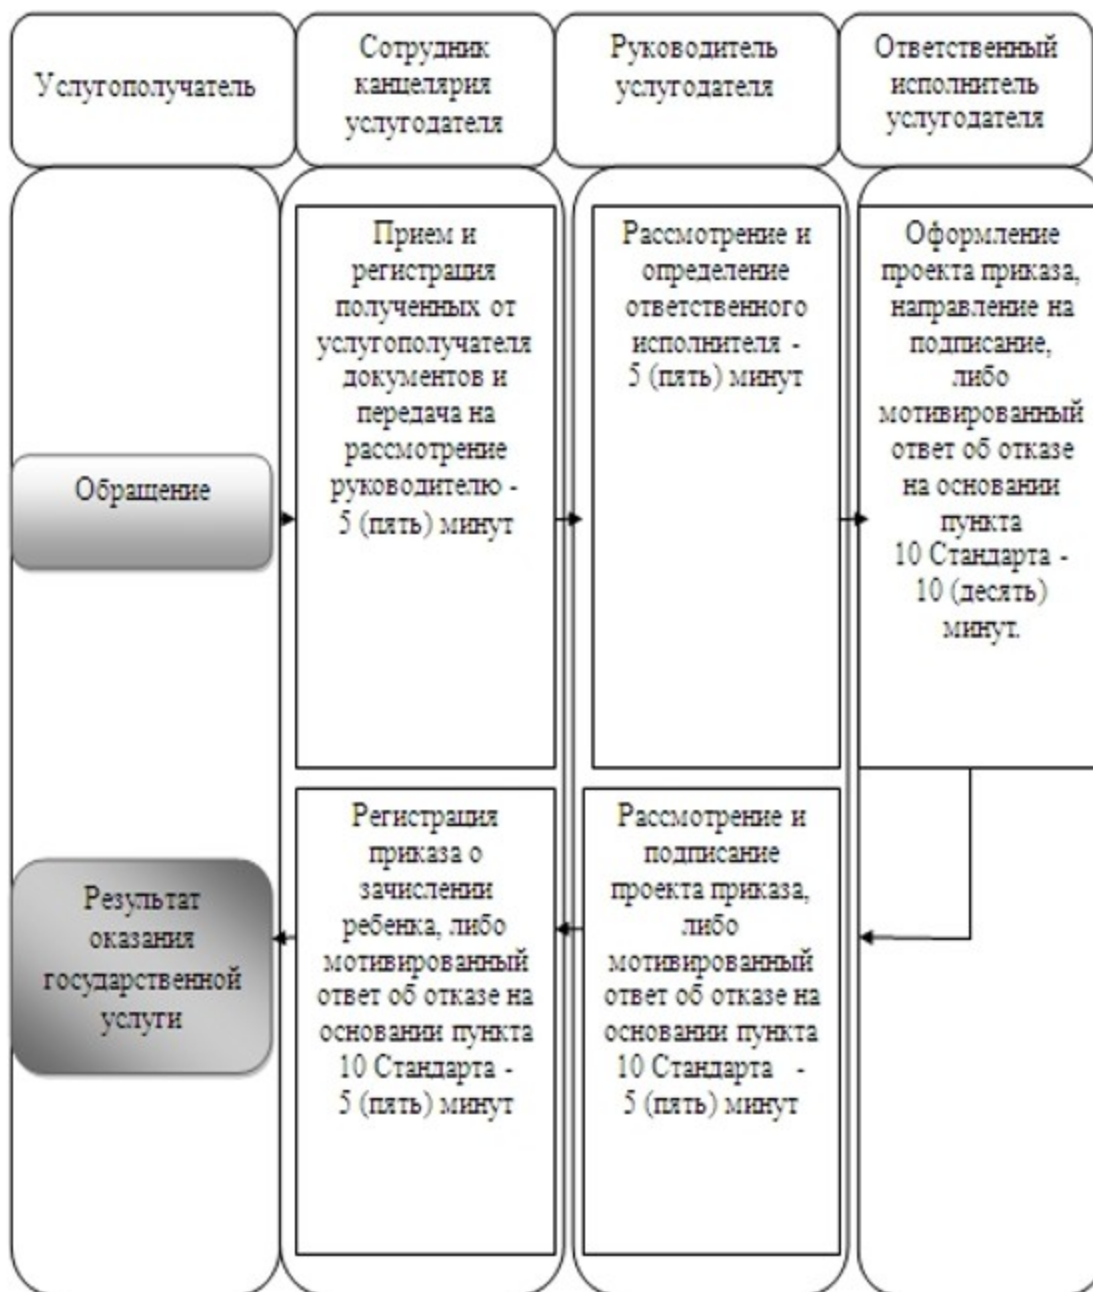 Услугополучатель
Сотрудник
канцелярия
услугодателя
Руководитель
услугодателя
Ответственный
исполнитель
услугодателя
Обращение
Прием и
регистрация
полученных от
услугополучателя
документов и
передача на
рассмотрение
руководителю -
5 (пять) минут
Рассмотрение и
определение
ответственного
исполнителя -
5 (пять) минут
Оформление
проекта приказа,
направление на
подписание,
либо
мотивированный
ответ об отказе
на основании
пункта
10 Стандарта -
10 (десять)
минут.
Результат
оказания
государственной
услуги
Регистрация
приказа о
зачислении
ребенка, либо
мотивированный
ответ об отказе на
основании пункта
10 Стандарта -
5 (пять) минут
Рассмотрение и
подписание
проекта приказа,
либо
мотивированный
ответ об отказе на
основании пункта
10 Стандарта -
5 (пять) минут